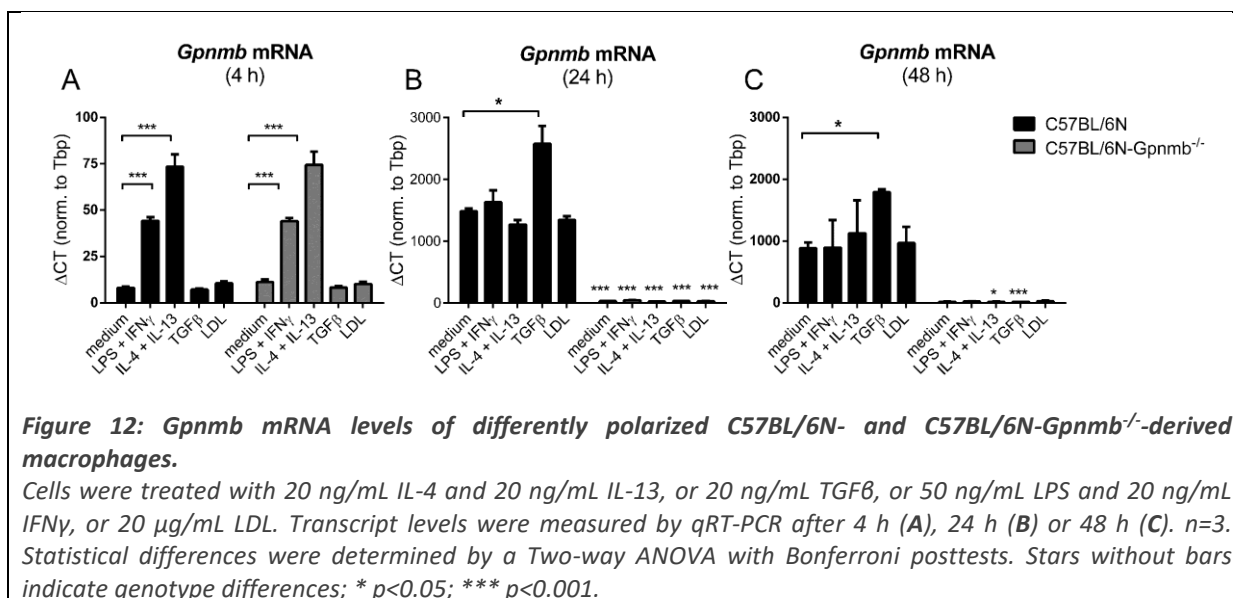 Gpnmb mRNA
(4 h)
Gpnmb mRNA
(24 h)
Gpnmb mRNA
(48 h)
A
B
C
C57BL/6N
C57BL/6N-Gpnmb-/-
ΔCT (norm. to Tbp)
100
75
50
25
0
***
***
***
***
medium
LPS + IFNγ
IL-4 + IL-13
TGFβ
LDL
medium
LPS + IFNγ
IL-4 + IL-13
TGFβ
LDL
ΔCT (norm. to Tbp)
3000
2000
1000
0
*
*** *** *** *** ***
medium
LPS + IFNγ
IL-4 + IL-13
TGFβ
LDL
medium
LPS + IFNγ
IL-4 + IL-13
TGFβ
LDL
ΔCT (norm. to Tbp)
3000
2000
1000
0
*
* ***
medium
LPS + IFNγ
IL-4 + IL-13
TGFβ
LDL
medium
LPS + IFNγ
IL-4 + IL-13
TGFβ
LDL
Figure 12: Gpnmb mRNA levels of differently polarized C57BL/6N- and C57BL/6N-Gpnmb-/--derived
macrophages.
Cells were treated with 20 ng/mL IL-4 and 20 ng/mL IL-13, or 20 ng/mL TGFβ, or 50 ng/mL LPS and 20 ng/mL
IFNγ, or 20 µg/mL LDL. Transcript levels were measured by qRT-PCR after 4 h (A), 24 h (B) or 48 h (C). n=3.
Statistical differences were determined by a Two-way ANOVA with Bonferroni posttests. Stars without bars
indicate genotype differences; * p<0.05; *** p<0.001.